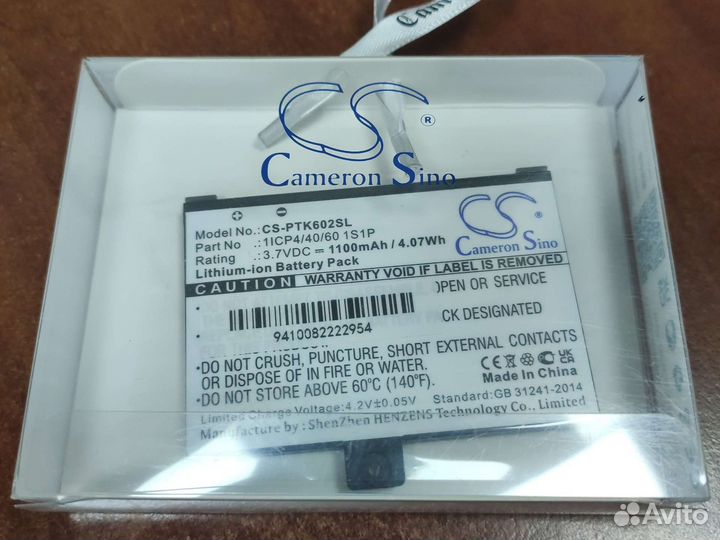 Cam
CS ®
Cameron Sino
CS ®
Cameron Sino
Model No.: CS-PTK602SL
Part No .: 1ICP4/40/60 1S1P
Rating .: 3.7VDC ⎓ 1100mAh / 4.07Wh
Lithium-ion Battery Pack
CAUTION: WARRANTY VOID IF LABEL IS REMOVED
OPEN OR
CK DESIGNATED
9410082222954
•DO NOT CRUSH, PUNCTURE, SHORT EXTERNAL CONTACTS
•DISPOSE OF IN FIRE OR WATER.
•DO NOT STORE ABOVE 60°C (140°F).
CE
Made In China
Limited Charge Voltage:4.2V±0.05V Standard:GB 31241-2014
Manufacture by : ShenZhen HENZENS Technology Co., Limited
Avito